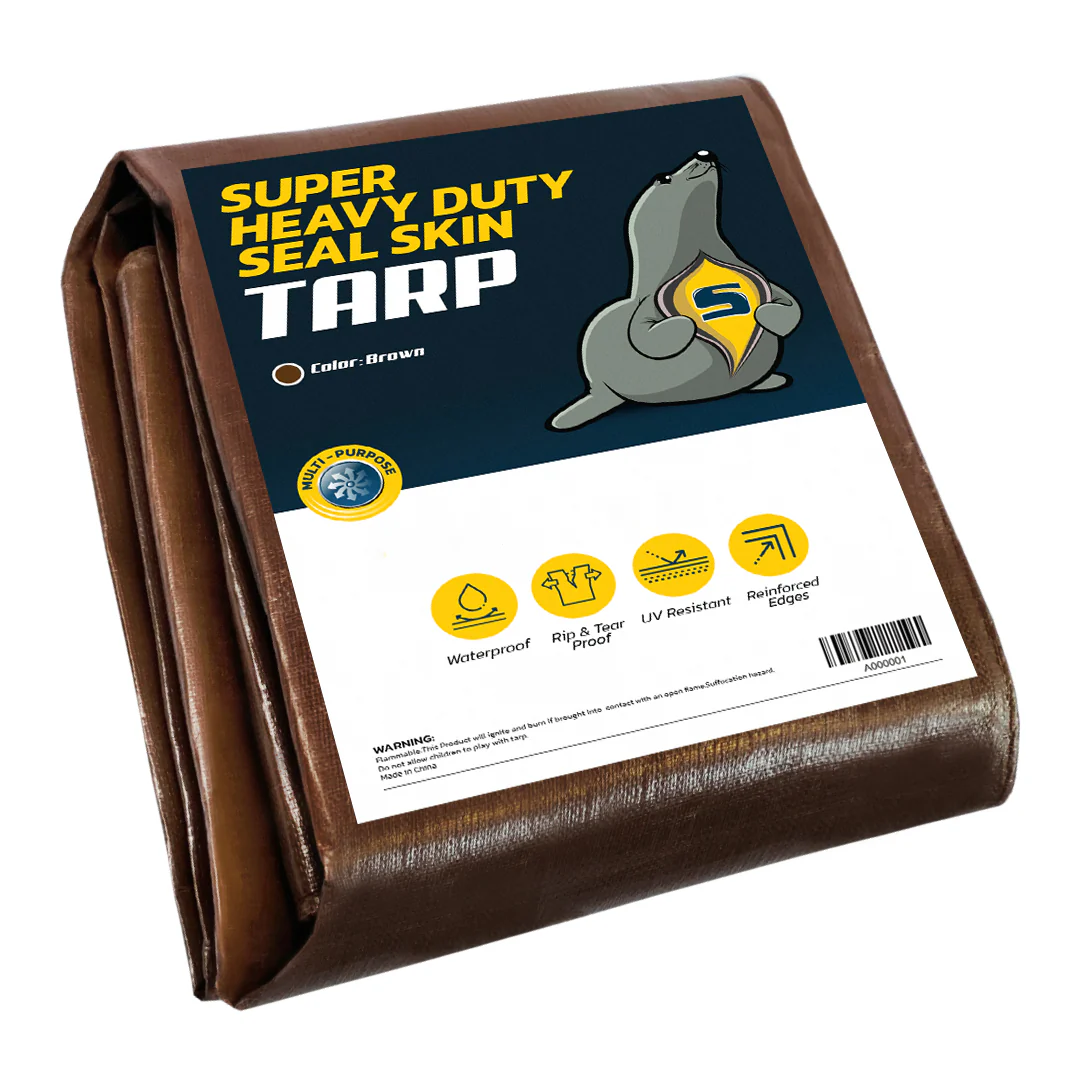 SUPER
HEAVY DUTY
SEAL SKIN
TARP
Color:Brown
S
MULTI-PURPOSE
Waterproof
Rip & Tear
Proof
UV Resistant
Reinforced
Edges
A000001
WARNING:
Flammable.This Product will ignite and burn if brought into contact with an open flame.Suffocation hazard.
Do not allow children to play with tarp.
Made in China